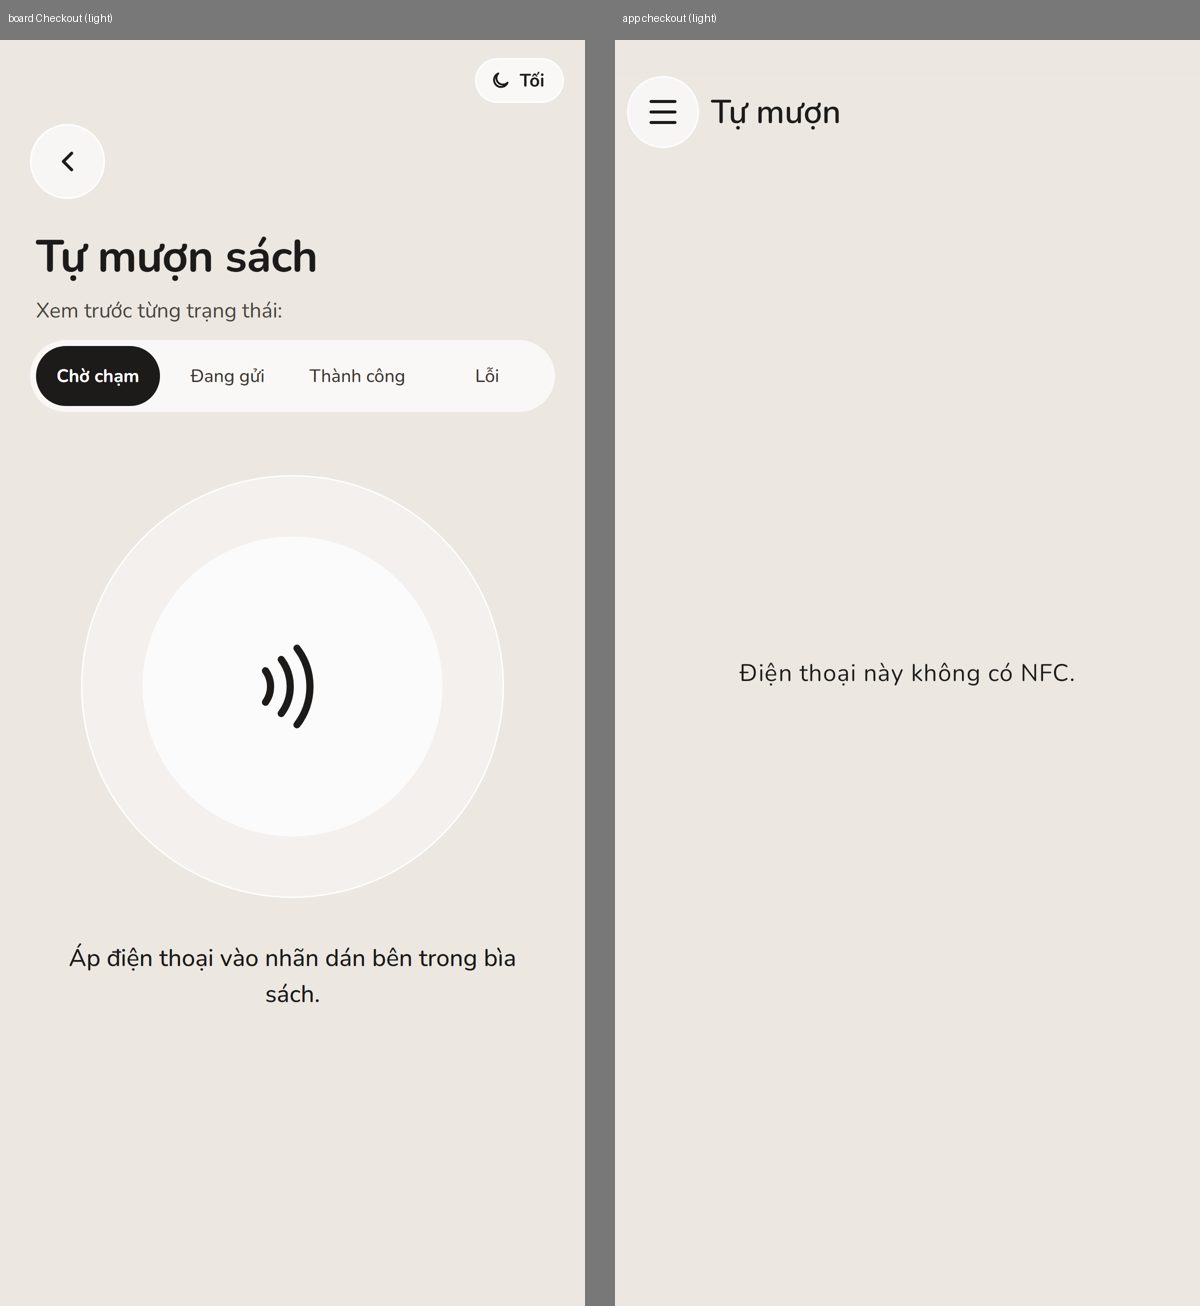 board Checkout (light)
Tối
Tự mượn sách
Xem trước từng trạng thái:
Chờ chạm
Đang gửi
Thành công
Lỗi
Áp điện thoại vào nhãn dán bên trong bìa
sách.
app checkout (light)
Tự mượn
Điện thoại này không có NFC.